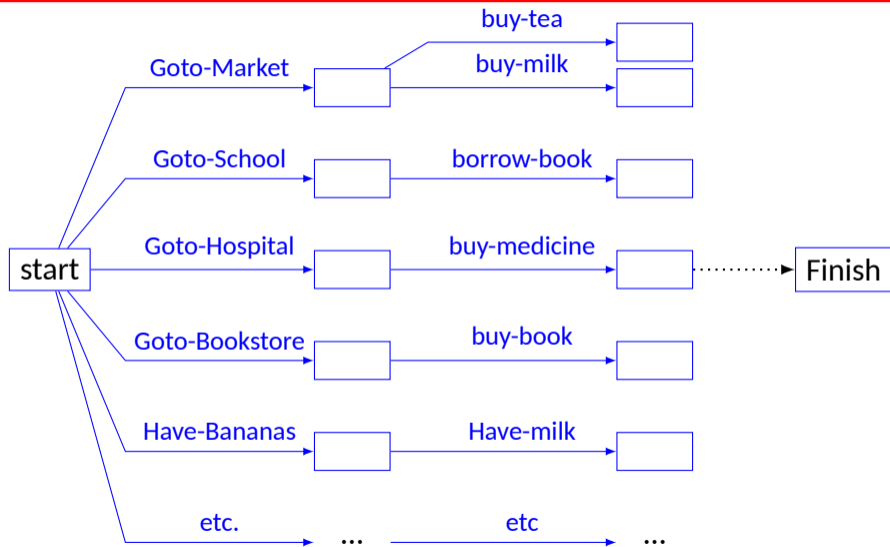 buy-tea
Goto-Market
buy-milk
Goto-School
borrow-book
Goto-Hospital
buy-medicine
start
Finish
Goto-Bookstore
buy-book
Have-Bananas
Have-milk
etc.
...
etc
...